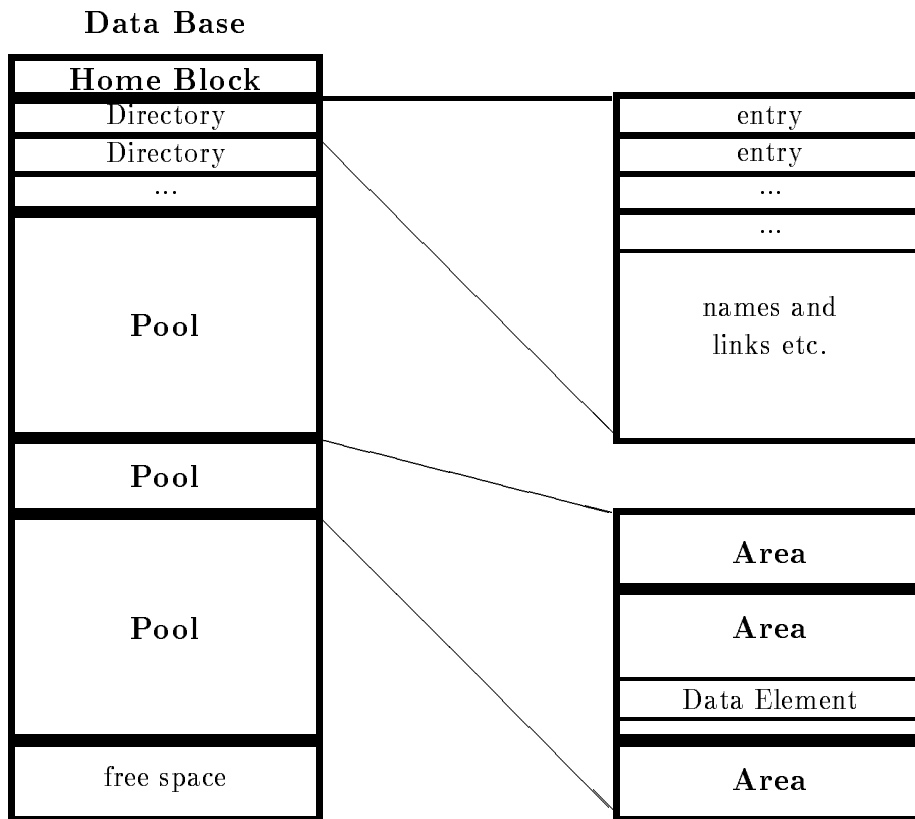 Data Base
Home Block
Directory
Directory
...
Pool
Pool
Pool
free space
entry
entry
...
...
names and
links etc.
Area
Area
Data Element
Area